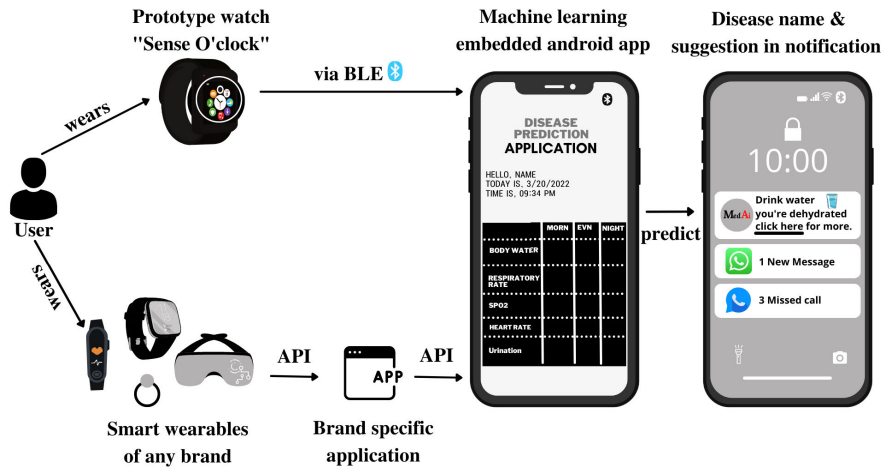 Prototype watch
"Sense O'clock"
Machine learning
embedded android app
Disease name &
suggestion in notification
via BLE
wears
User
wears
DISEASE
PREDICTION
APPLICATION
HELLO, NAME
TODAY IS, 3/20/2022
TIME IS, 09:34 PM
MORN EVN NIGHT
BODY WATER
RESPIRATORY
RATE
SPO2
HEART RATE
Urination
predict
10:00
MedAi
Drink water
you're dehydrated
click here for more.
1 New Message
3 Missed call
API
APP
API
Smart wearables
of any brand
Brand specific
application